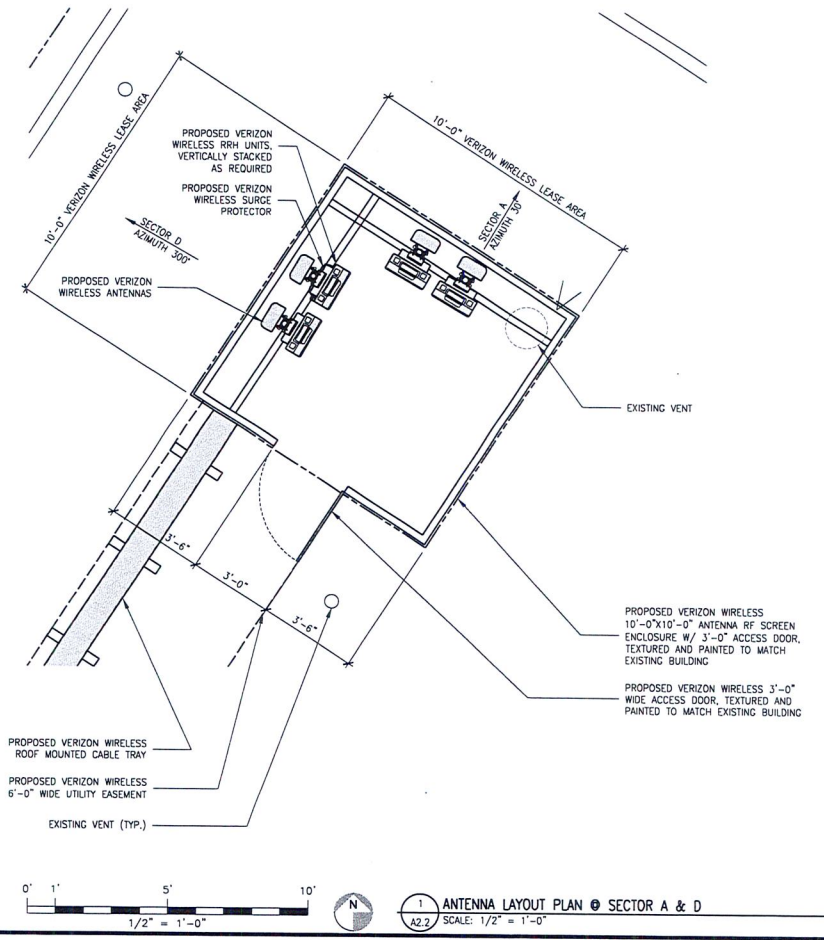 10'-0" VERIZON WIRELESS LEASE AREA
10'-0" VERIZON WIRELESS LEASE AREA
PROPOSED VERIZON
WIRELESS RRH UNITS,
VERTICALLY STACKED
AS REQUIRED
PROPOSED VERIZON
WIRELESS SURGE
PROTECTOR
SECTOR A
AZIMUTH 30°
SECTOR D
AZIMUTH 300°
PROPOSED VERIZON
WIRELESS ANTENNAS
EXISTING VENT
3'-6"
3'-0"
3'-6"
PROPOSED VERIZON WIRELESS
10'-0"X10'-0" ANTENNA RF SCREEN
ENCLOSURE W/ 3'-0" ACCESS DOOR,
TEXTURED AND PAINTED TO MATCH
EXISTING BUILDING
PROPOSED VERIZON WIRELESS 3'-0"
WIDE ACCESS DOOR, TEXTURED AND
PAINTED TO MATCH EXISTING BUILDING
PROPOSED VERIZON WIRELESS
ROOF MOUNTED CABLE TRAY
PROPOSED VERIZON WIRELESS
6'-0" WIDE UTILITY EASEMENT
EXISTING VENT (TYP.)
0' 1' 5' 10'
1/2" = 1'-0"
N
1
A2.2
ANTENNA LAYOUT PLAN @ SECTOR A & D
SCALE: 1/2" = 1'-0"